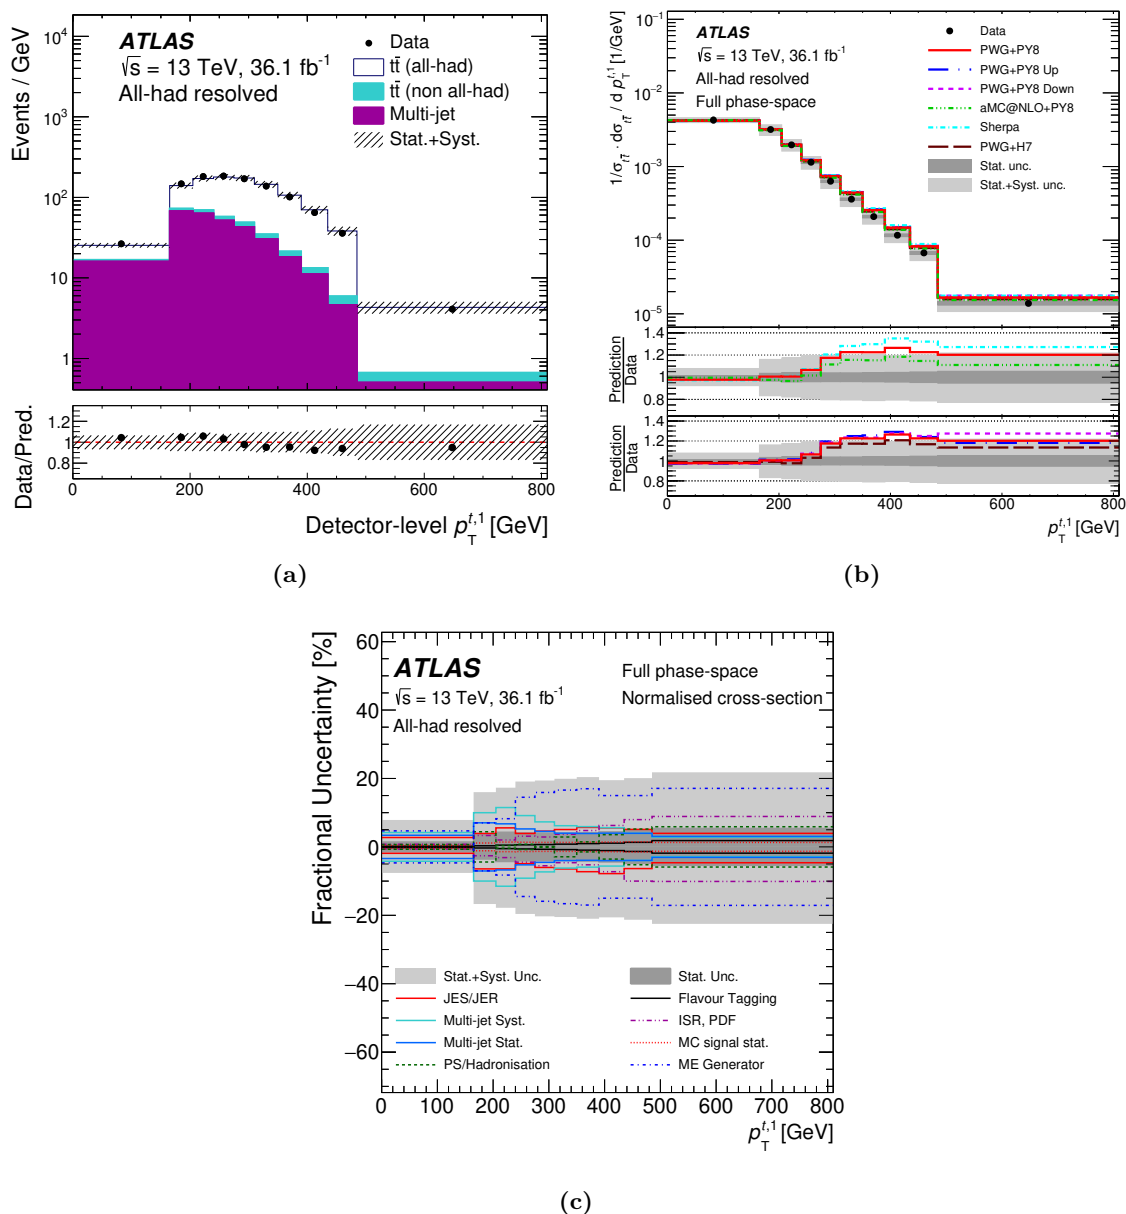 ATLAS
√s = 13 TeV, 36.1 fb⁻¹
All-had resolved
Data
tt̄ (all-had)
tt̄ (non all-had)
Multi-jet
Stat.+Syst.
Events / GeV
10⁴
10³
10²
10
1
Data/Pred.
1.2
1
0.8
0 200 400 600 800
Detector-level p_T^{t,1} [GeV]
(a)
ATLAS
√s = 13 TeV, 36.1 fb⁻¹
All-had resolved
Full phase-space
Data
PWG+PY8
PWG+PY8 Up
PWG+PY8 Down
aMC@NLO+PY8
Sherpa
PWG+H7
Stat. unc.
Stat.+Syst. unc.
1/σ_{tt̄} · dσ_{tt̄} / d p_T^{t,1} [1/GeV]
10⁻¹
10⁻²
10⁻³
10⁻⁴
10⁻⁵
Prediction
Data
1.4
1.2
1
0.8
Prediction
Data
1.4
1.2
1
0.8
0 200 400 600 800
p_T^{t,1} [GeV]
(b)
Fractional Uncertainty [%]
60
40
20
0
−20
−40
−60
ATLAS
√s = 13 TeV, 36.1 fb⁻¹
All-had resolved
Full phase-space
Normalised cross-section
Stat.+Syst. Unc.
JES/JER
Multi-jet Syst.
Multi-jet Stat.
PS/Hadronisation
Stat. Unc.
Flavour Tagging
ISR, PDF
MC signal stat.
ME Generator
0 100 200 300 400 500 600 700 800
p_T^{t,1} [GeV]
(c)